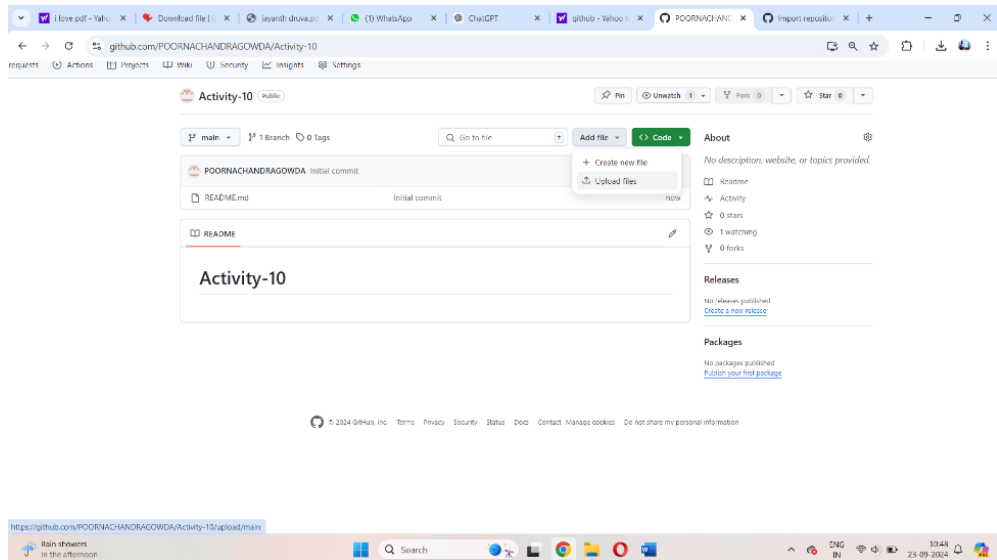 i love pdf - Yaho
Download file | i
jayanth druva.pd
(1) WhatsApp
ChatGPT
github - Yahoo I
POORNACHAND
Import reposito
github.com/POORNACHANDRAGOWDA/Activity-10
requests Actions Projects Wiki Security Insights Settings
Activity-10 Public
Pin Unwatch 1 Fork 0 Star 0
main 1 Branch 0 Tags
Go to file
Add file
Code
Create new file
Upload files
POORNACHANDRAGOWDA Initial commit
README.md Initial commit now
README
Activity-10
About
No description, website, or topics provided.
Readme
Activity
0 stars
1 watching
0 forks
Releases
No releases published
Create a new release
Packages
No packages published
Publish your first package
© 2024 GitHub, Inc. Terms Privacy Security Status Docs Contact Manage cookies Do not share my personal information
https://github.com/POORNACHANDRAGOWDA/Activity-10/upload/main
Rain showers
In the afternoon
Search
ENG
IN
10:48
23-09-2024